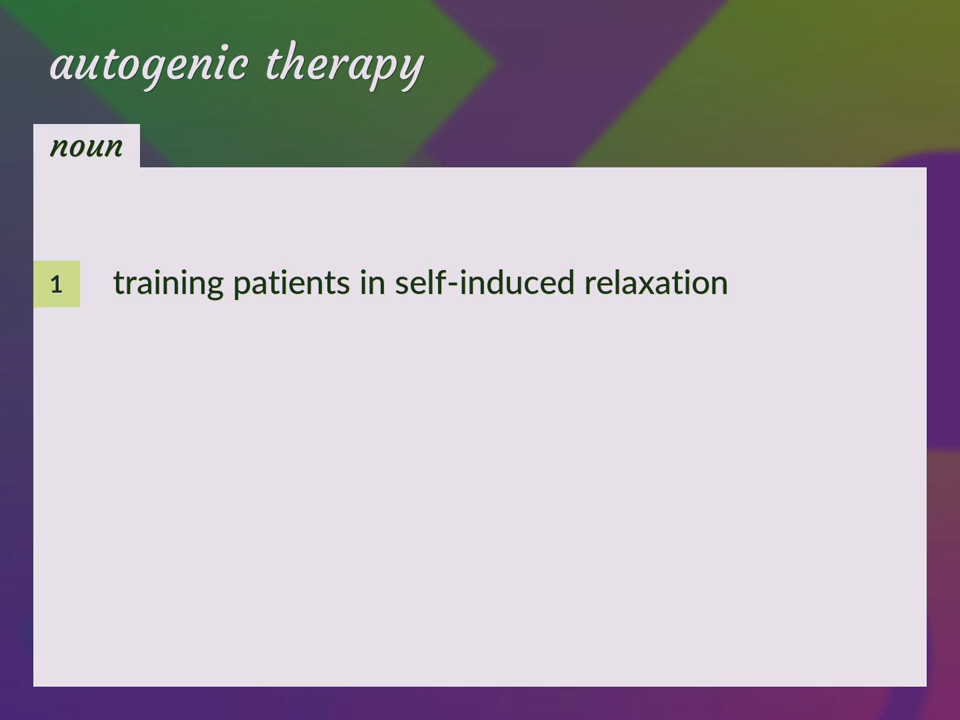 autogenic therapy
noun
1 training patients in self-induced relaxation